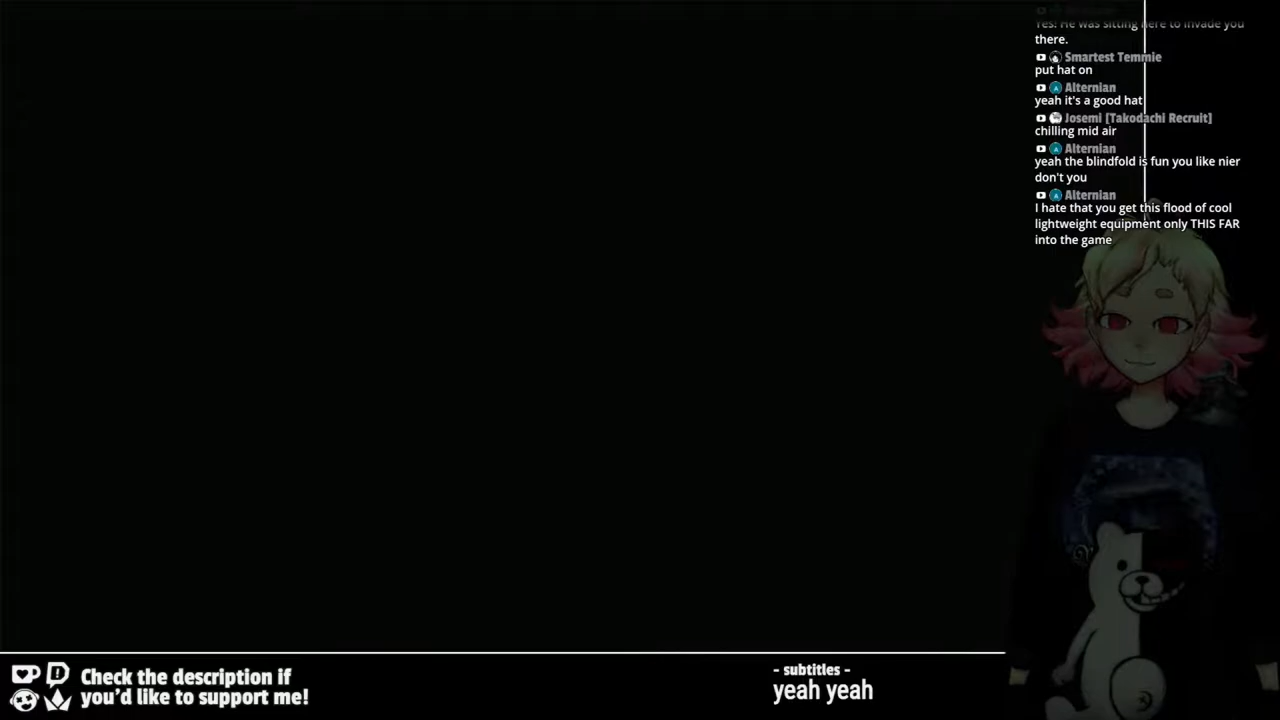 Yes! He was sitting here to invade you
there.
Smartest Temmie
put hat on
Alternian
yeah it's a good hat
Josemi [Takodachi Recruit]
chilling mid air
Alternian
yeah the blindfold is fun you like nier
don't you
Alternian
I hate that you get this flood of cool
lightweight equipment only THIS FAR
into the game
Check the description if
you'd like to support me!
- subtitles -
yeah yeah